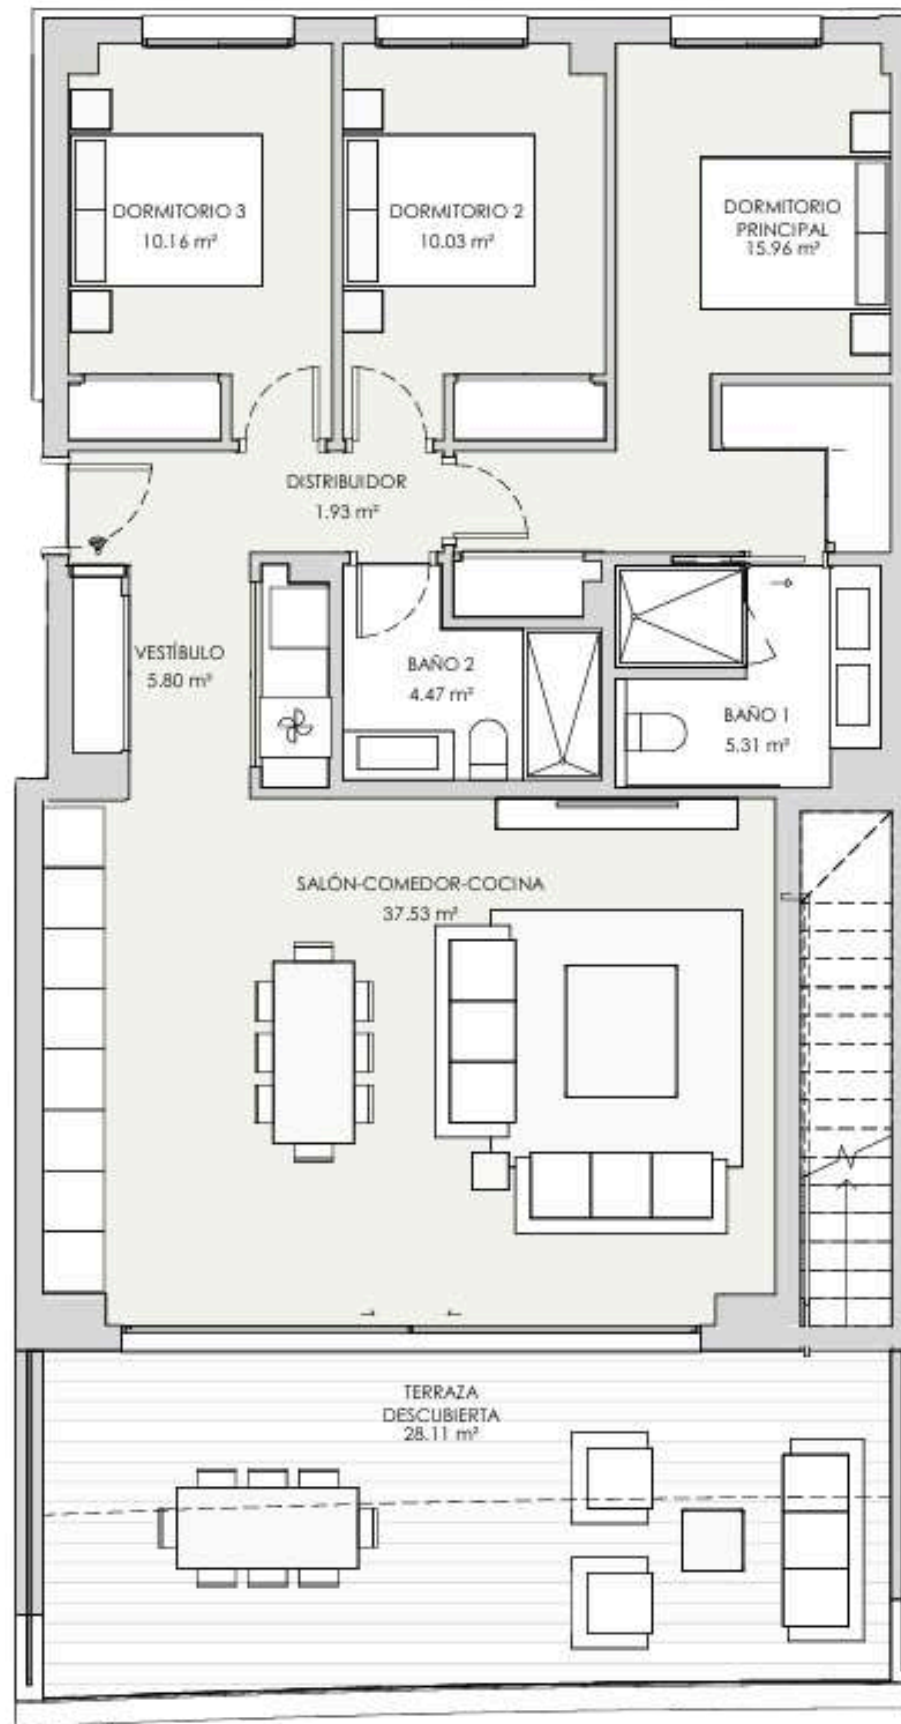 DORMITORIO 3
10.16 m²
DORMITORIO 2
10.03 m²
DORMITORIO
PRINCIPAL
15.96 m²
DISTRIBUIDOR
1.93 m²
VESTÍBULO
5.80 m²
BAÑO 2
4.47 m²
BAÑO 1
5.31 m²
SALÓN-COMEDOR-COCINA
37.53 m²
TERRAZA
DESCUBIERTA
28.11 m²